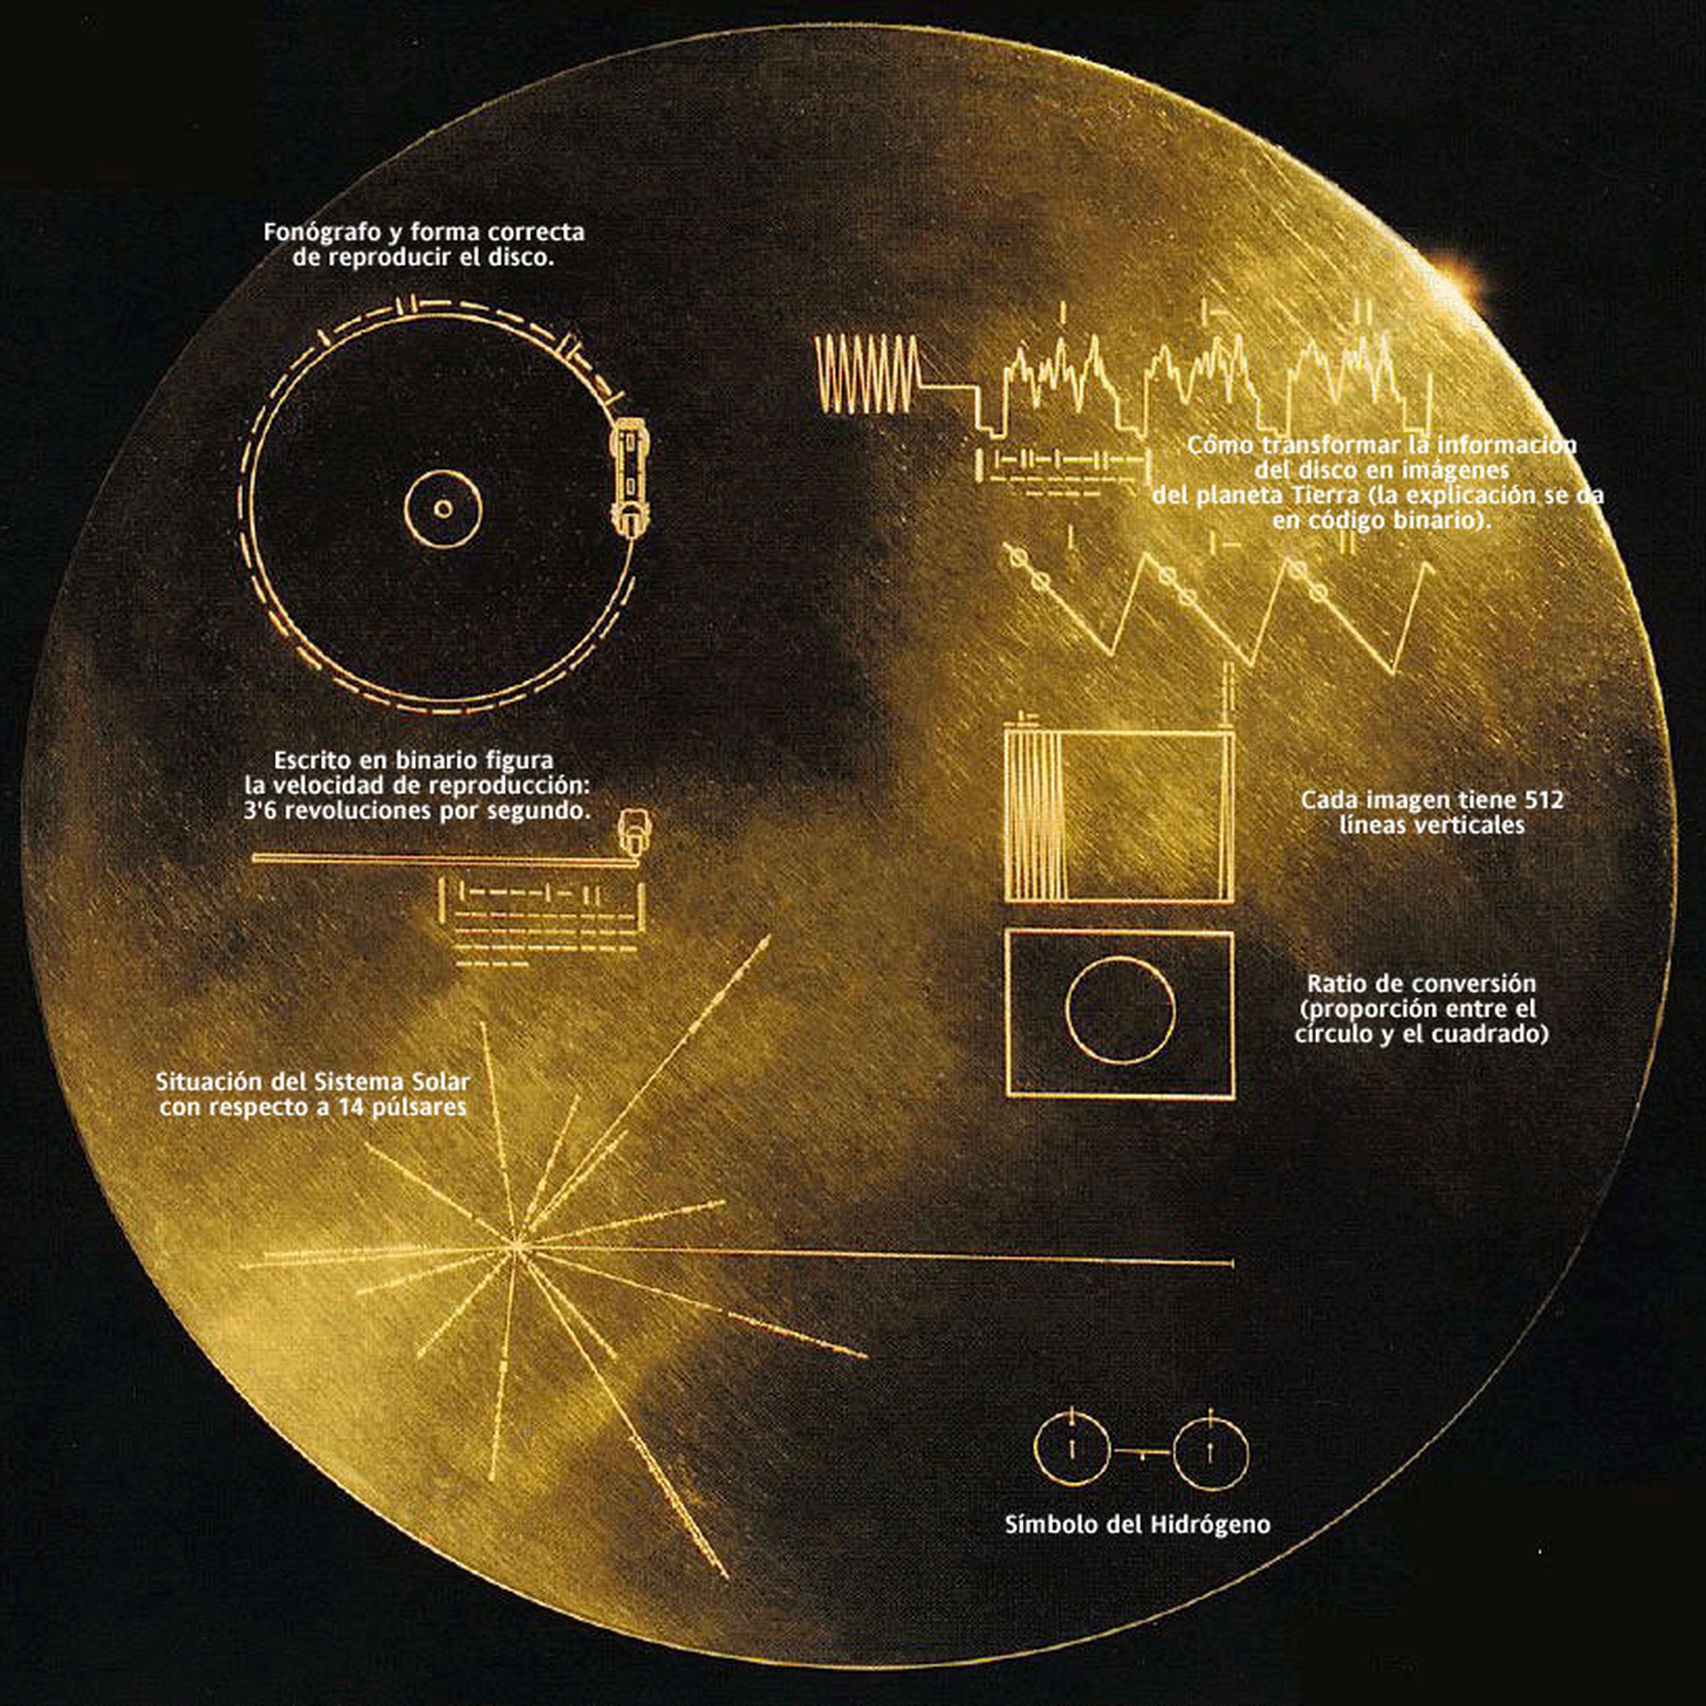 Fonógrafo y forma correcta
de reproducir el disco.
Cómo transformar la información
del disco en imágenes
del planeta Tierra (la explicación se da
en código binario).
Escrito en binario figura
la velocidad de reproducción:
3'6 revoluciones por segundo.
Cada imagen tiene 512
líneas verticales
Ratio de conversión
(proporción entre el
círculo y el cuadrado)
Situación del Sistema Solar
con respecto a 14 púlsares
Símbolo del Hidrógeno